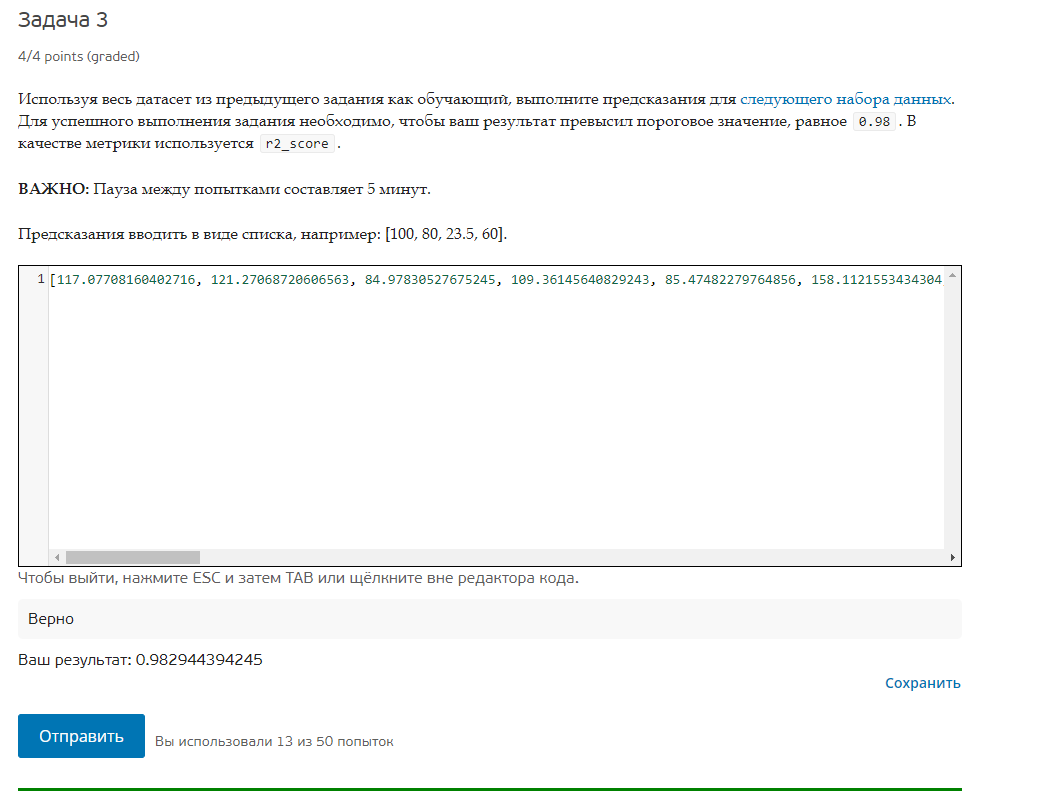 Задача 3
4/4 points (graded)
Используя весь датасет из предыдущего задания как обучающий, выполните предсказания для следующего набора данных.
Для успешного выполнения задания необходимо, чтобы ваш результат превысил пороговое значение, равное 0.98 . В
качестве метрики используется r2_score .
ВАЖНО: Пауза между попытками составляет 5 минут.
Предсказания вводить в виде списка, например: [100, 80, 23.5, 60].
1 [117.07708160402716, 121.27068720606563, 84.97830527675245, 109.36145640829243, 85.47482279764856, 158.1121553434304
Чтобы выйти, нажмите ESC и затем TAB или щёлкните вне редактора кода.
Верно
Ваш результат: 0.982944394245
Сохранить
Отправить
Вы использовали 13 из 50 попыток